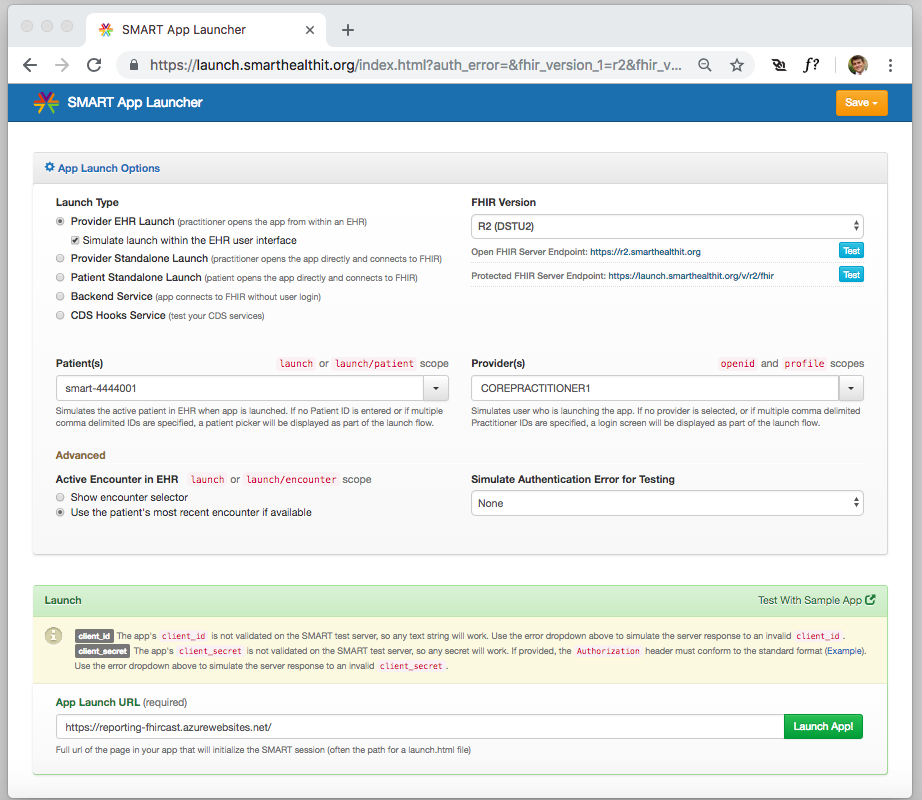 SMART App Launcher
https://launch.smarthealthit.org/index.html?auth_error=&fhir_version_1=r2&fhir_v...
f?
SMART App Launcher
Save
App Launch Options
Launch Type
Provider EHR Launch (practitioner opens the app from within an EHR)
Simulate launch within the EHR user interface
Provider Standalone Launch (practitioner opens the app directly and connects to FHIR)
Patient Standalone Launch (patient opens the app directly and connects to FHIR)
Backend Service (app connects to FHIR without user login)
CDS Hooks Service (test your CDS services)
FHIR Version
R2 (DSTU2)
Open FHIR Server Endpoint: https://r2.smarthealthit.org Test
Protected FHIR Server Endpoint: https://launch.smarthealthit.org/v/r2/fhir Test
Patient(s) launch or launch/patient scope
smart-4444001
Simulates the active patient in EHR when app is launched. If no Patient ID is entered or if multiple
comma delimited IDs are specified, a patient picker will be displayed as part of the launch flow.
Provider(s) openid and profile scopes
COREPRACTITIONER1
Simulates user who is launching the app. If no provider is selected, or if multiple comma delimited
Practitioner IDs are specified, a login screen will be displayed as part of the launch flow.
Advanced
Active Encounter in EHR launch or launch/encounter scope
Show encounter selector
Use the patient's most recent encounter if available
Simulate Authentication Error for Testing
None
Launch Test With Sample App
client_id The app's client_id is not validated on the SMART test server, so any text string will work. Use the error dropdown above to simulate the server response to an invalid client_id.
client_secret The app's client_secret is not validated on the SMART test server, so any secret will work. If provided, the Authorization header must conform to the standard format (Example).
Use the error dropdown above to simulate the server response to an invalid client_secret.
App Launch URL (required)
https://reporting-fhircast.azurewebsites.net/ Launch App!
Full url of the page in your app that will initialize the SMART session (often the path for a launch.html file)